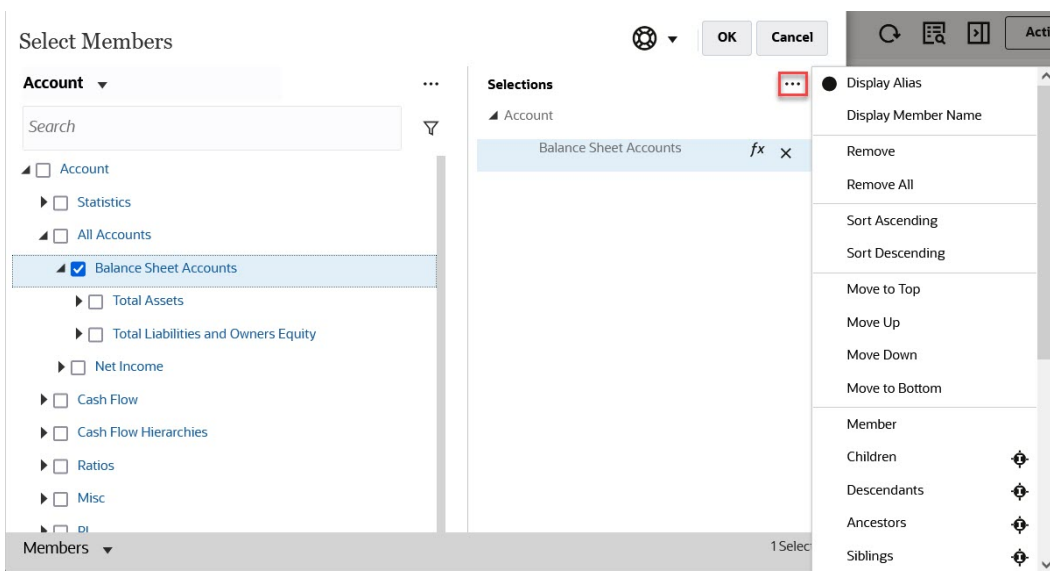 Select Members
OK
Cancel
Account
Search
Account
Statistics
All Accounts
Balance Sheet Accounts
Total Assets
Total Liabilities and Owners Equity
Net Income
Cash Flow
Cash Flow Hierarchies
Ratios
Misc
Members
Selections
Account
Balance Sheet Accounts fx
1 Selec
Acti
Display Alias
Display Member Name
Remove
Remove All
Sort Ascending
Sort Descending
Move to Top
Move Up
Move Down
Move to Bottom
Member
Children
Descendants
Ancestors
Siblings